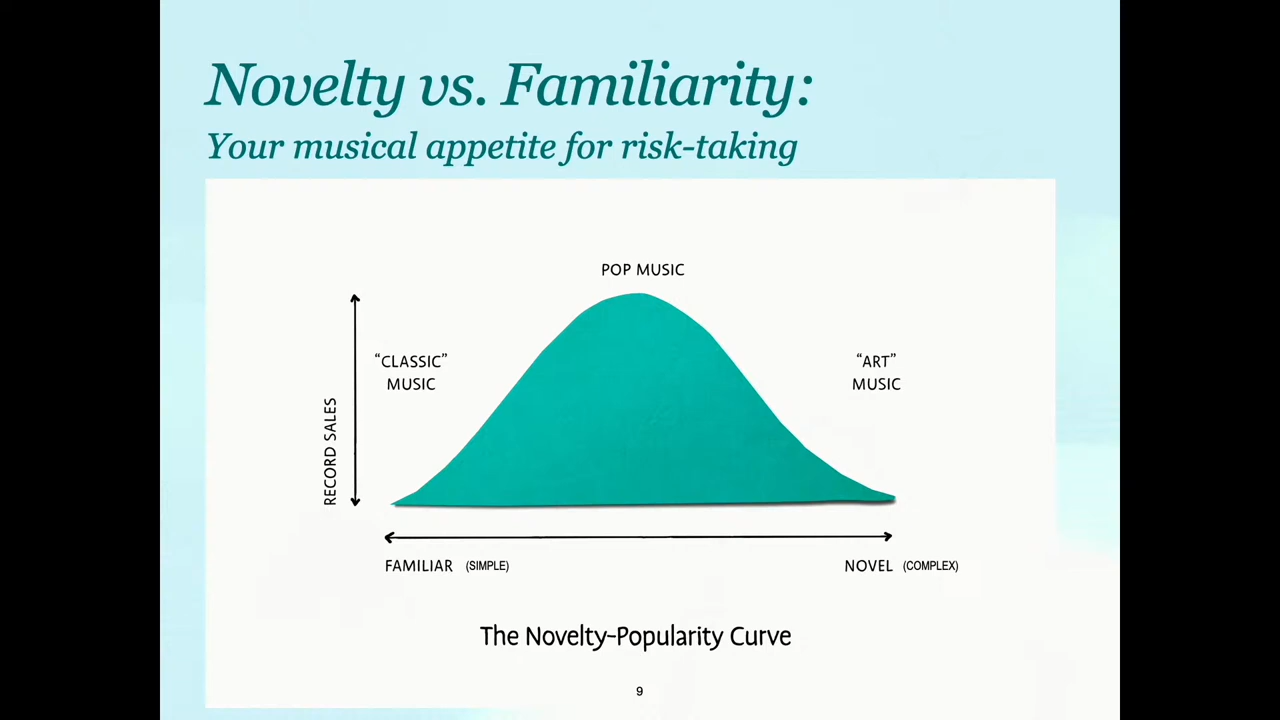 Novelty vs. Familiarity:
Your musical appetite for risk-taking
POP MUSIC
“CLASSIC”
MUSIC
“ART”
MUSIC
RECORD SALES
FAMILIAR (SIMPLE)
NOVEL (COMPLEX)
The Novelty-Popularity Curve
9